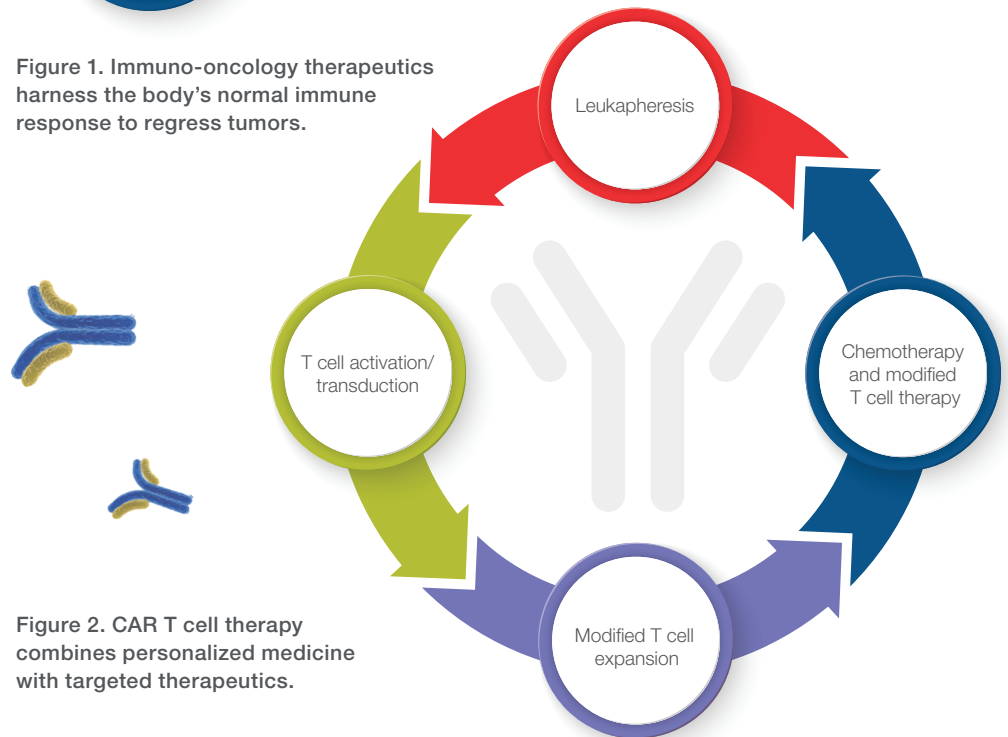 Figure 1. Immuno-oncology therapeutics
harness the body’s normal immune
response to regress tumors.
Leukapheresis
T cell activation/
transduction
Chemotherapy
and modified
T cell therapy
Modified T cell
expansion
Figure 2. CAR T cell therapy
combines personalized medicine
with targeted therapeutics.